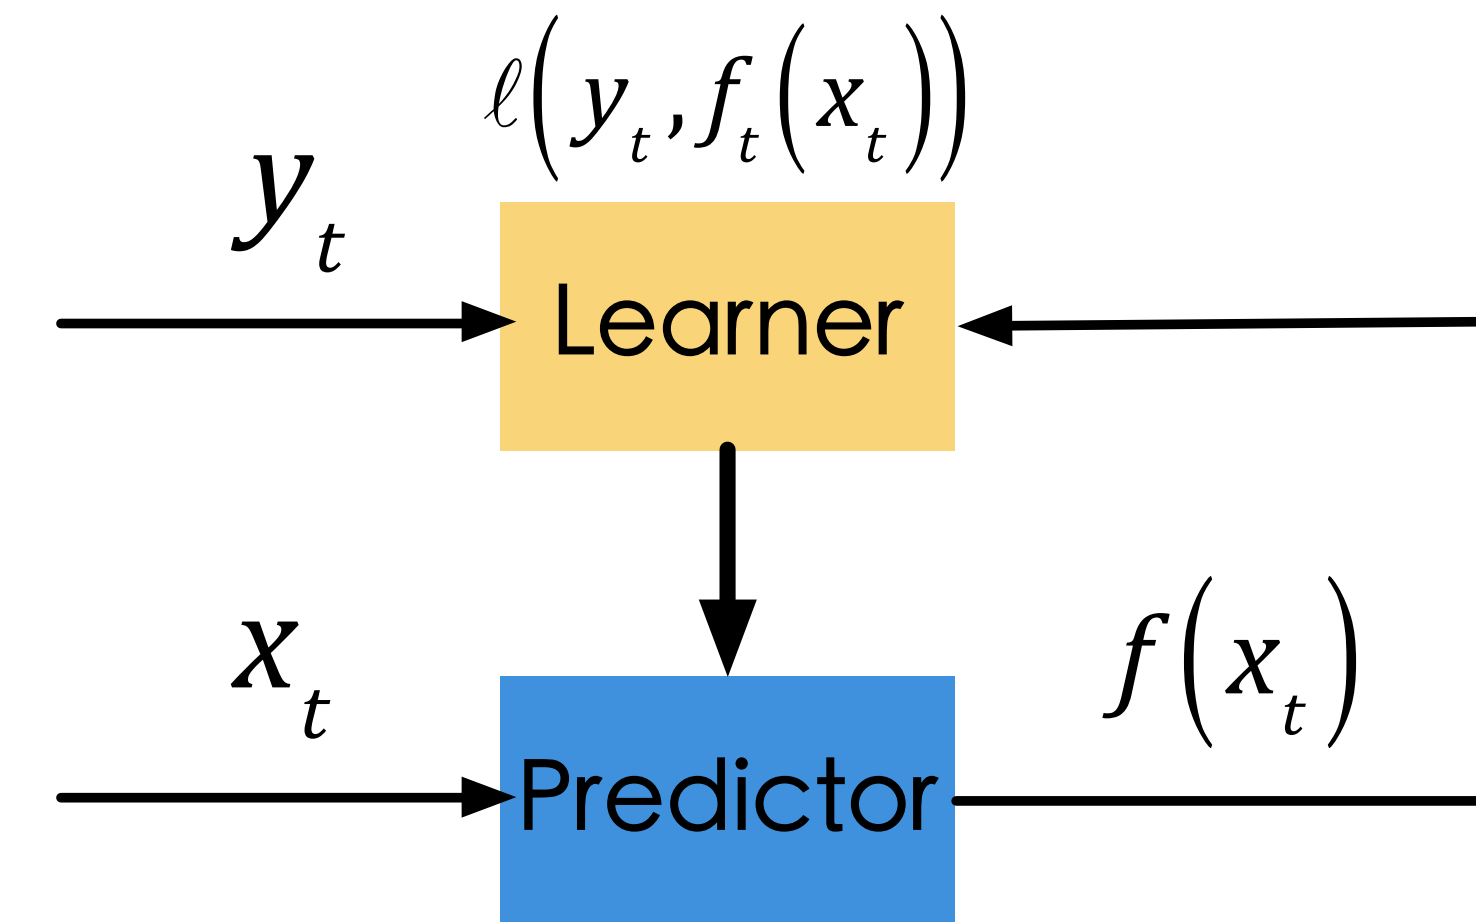 ℓ(y_t, f_t(x_t))
y_t
Learner
x_t
f(x_t)
Predictor